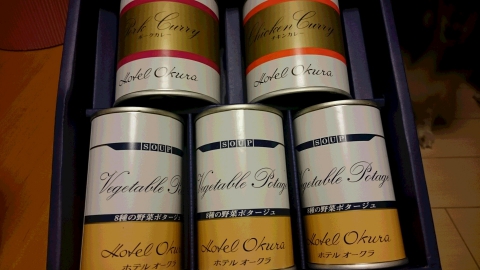 Pork Curry
ポークカレー
Hotel Okura
Chicken Curry
チキンカレー
Hotel Okura
SOUP
Vegetable Po
8種の野菜ポタージュ
Hotel Okura
ホテル オークラ
SOUP
Vegetable Potage
8種の野菜ポタージュ
Hotel Okura
ホテル オークラ
SOUP
Vegetable Potage
8種の野菜ポタージュ
Hotel Okura
ホテル オークラ